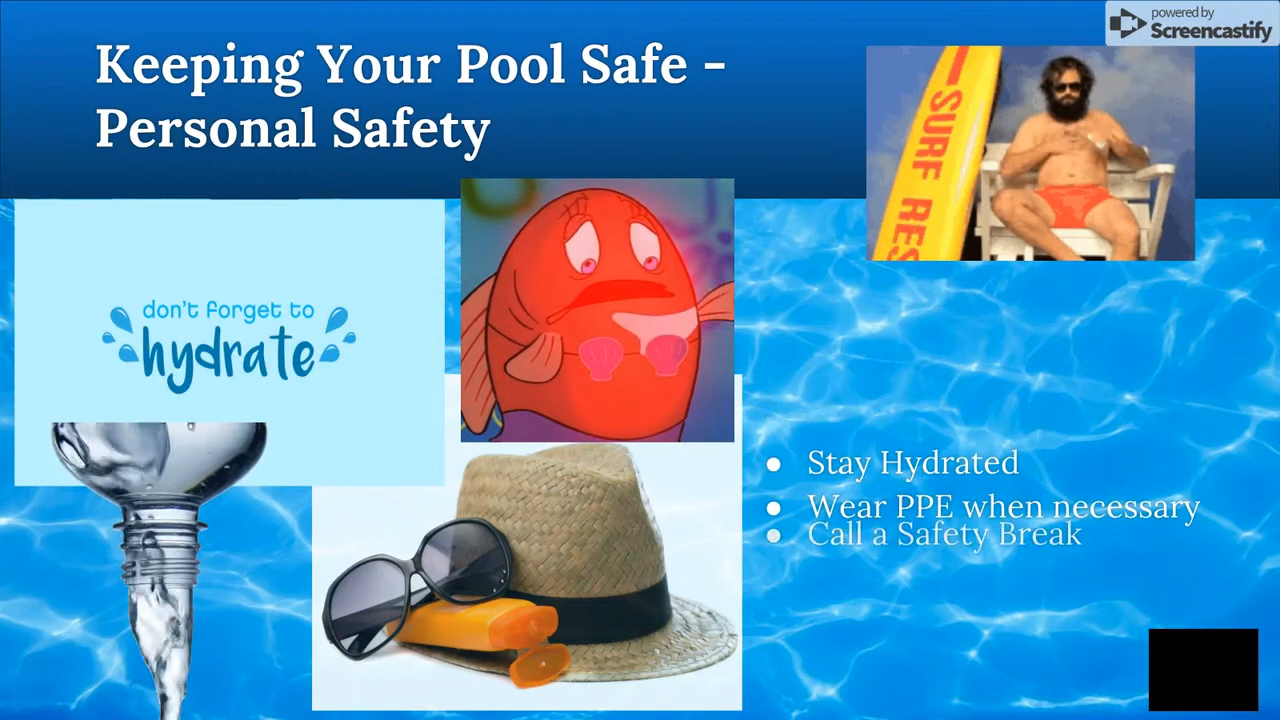 powered by
Screencastify
Keeping Your Pool Safe -
Personal Safety
SURF RES
don't forget to
hydrate
Stay Hydrated
Wear PPE when necessary
Call a Safety Break